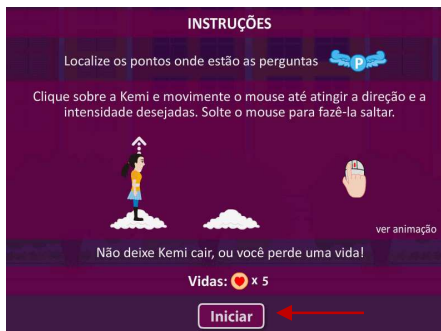 INSTRUÇÕES
Localize os pontos onde estão as perguntas P
Clique sobre a Kemi e movimente o mouse até atingir a direção e a
intensidade desejadas. Solte o mouse para fazê-la saltar.
ver animação
Não deixe Kemi cair, ou você perde uma vida!
Vidas: x 5
Iniciar